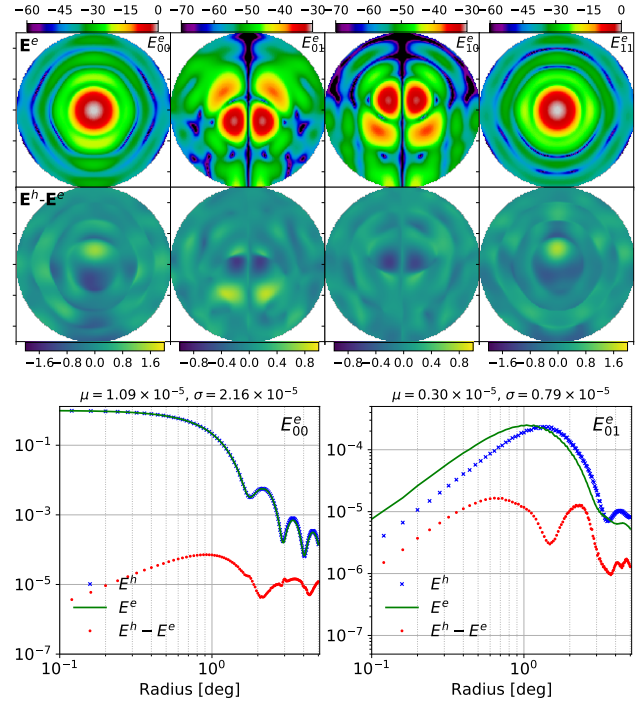 −60 −45 −30 −15 0 −70 −60 −50 −40 −30 −70 −60 −50 −40 −30 −60 −45 −30 −15 0
E^e E^e_00 E^e_01 E^e_10 E^e_11
E^h-E^e
−1.6 −0.8 0.0 0.8 1.6 −0.8 −0.4 0.0 0.4 0.8 −0.8 −0.4 0.0 0.4 0.8 −1.6 −0.8 0.0 0.8 1.6
μ = 1.09 × 10^−5, σ = 2.16 × 10^−5 μ = 0.30 × 10^−5, σ = 0.79 × 10^−5
E^e_00 E^e_01
10^−1 10^−4
10^−3 10^−5
10^−5 10^−6
10^−7 10^−7
E^h E^h
E^e E^e
E^h − E^e E^h − E^e
10^−1 10^0 10^−1 10^0
Radius [deg] Radius [deg]